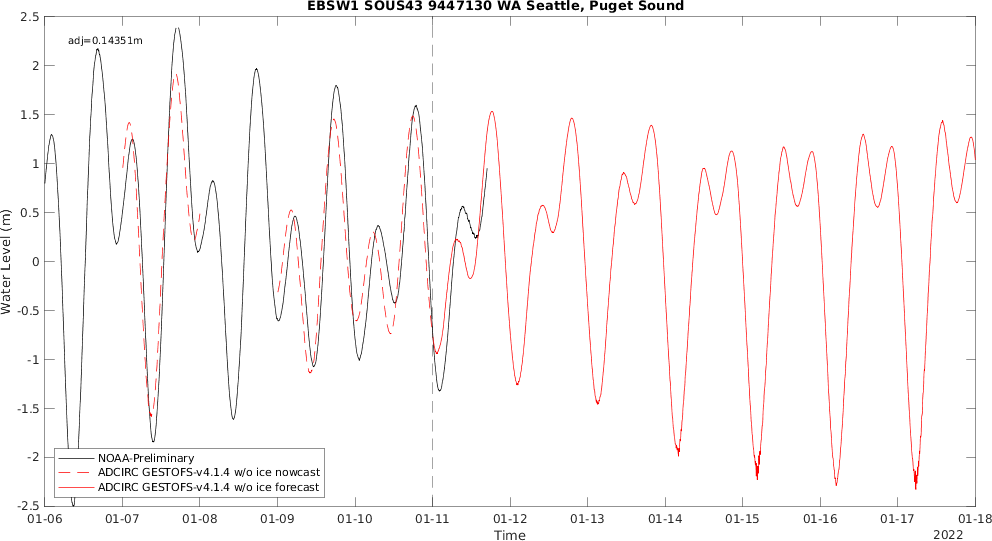 EBSW1 SOUS43 9447130 WA Seattle, Puget Sound
adj=0.14351m
2.5
2
1.5
1
0.5
0
-0.5
-1
-1.5
-2
-2.5
Water Level (m)
NOAA-Preliminary
ADCIRC GESTOFS-v4.1.4 w/o ice nowcast
ADCIRC GESTOFS-v4.1.4 w/o ice forecast
01-06 01-07 01-08 01-09 01-10 01-11 01-12 01-13 01-14 01-15 01-16 01-17 01-18
Time
2022